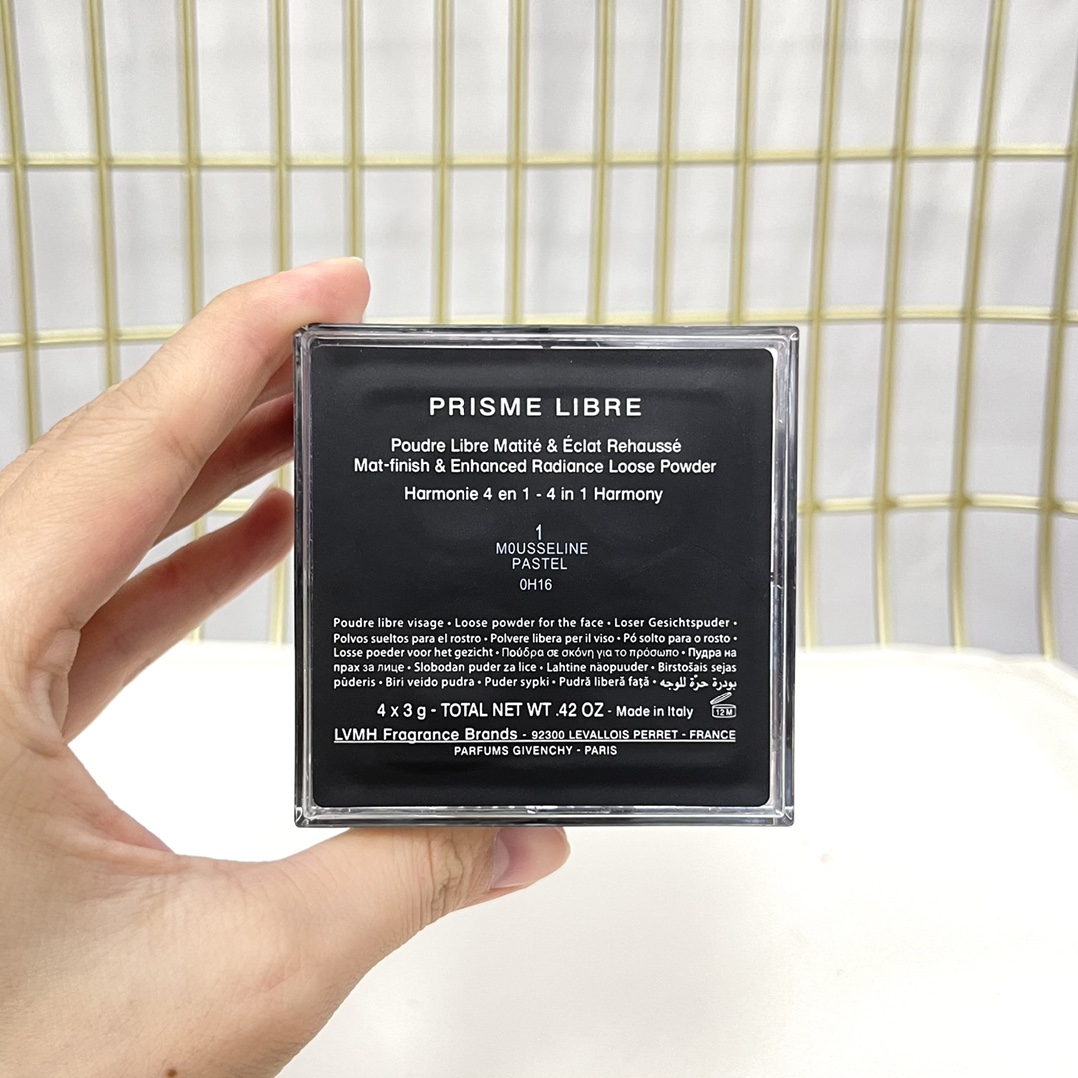 PRISME LIBRE
Poudre Libre Matité & Éclat Rehaussé
Mat-finish & Enhanced Radiance Loose Powder
Harmonie 4 en 1 - 4 in 1 Harmony
1
MOUSSELINE
PASTEL
0H16
Poudre libre visage • Loose powder for the face • Loser Gesichtspuder •
Polvos sueltos para el rostro • Polvere libera per il viso • Pó solto para o rosto •
Losse poeder voor het gezicht • Πούδρα σε σκόνη για το πρόσωπο • Пудра на
прах за лице • Slobodan puder za lice • Lahtine näopuuder • Birstošais sejas
pūderis • Biri veido pudra • Puder sypki • Pudră liberă faţă • بودرة حرّة للوجه
4 x 3 g - TOTAL NET WT .42 OZ - Made in Italy 12 M
LVMH Fragrance Brands - 92300 LEVALLOIS PERRET - FRANCE
PARFUMS GIVENCHY - PARIS